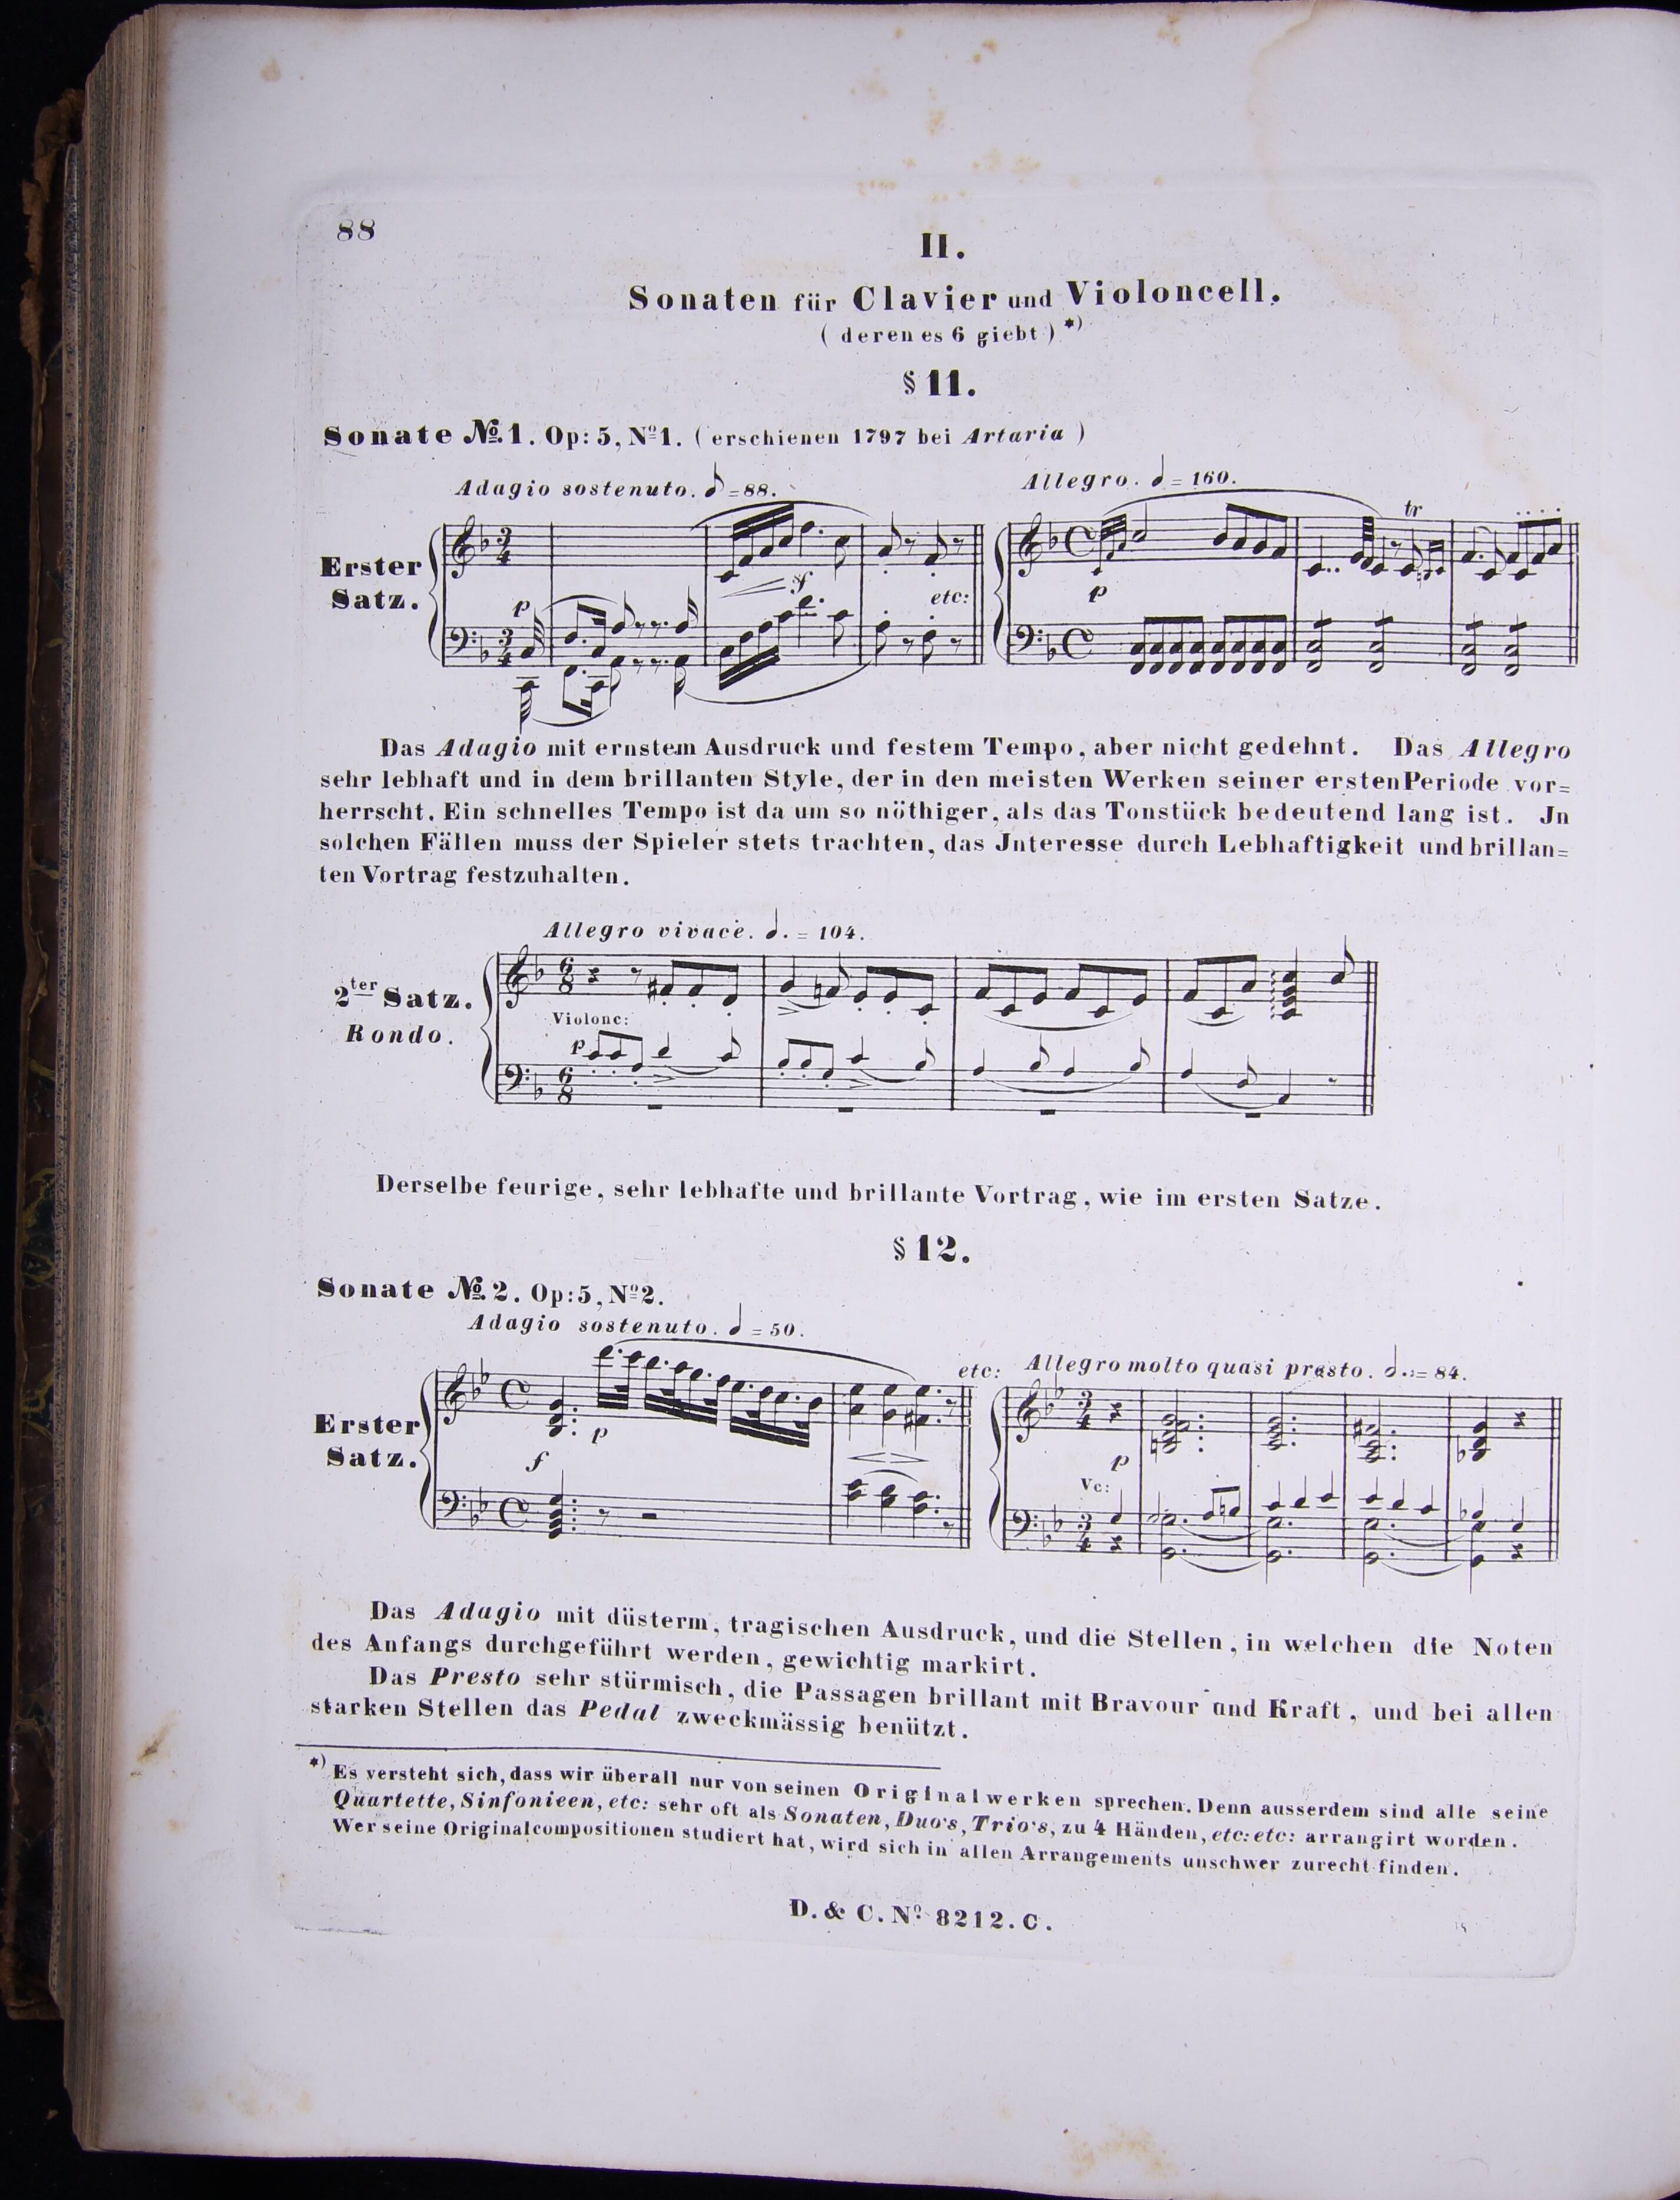 88
II.
Sonaten für Clavier und Violoncell.
( deren es 6 giebt ) *)
§ 11.
Sonate No. 1. Op: 5, No 1. ( erschienen 1797 bei Artaria )
Adagio sostenuto. ♪ = 88.
Allegro. 𝅗𝅥 = 160.
tr
Erster
Satz.
p
sf
etc:
p
Das Adagio mit ernstem Ausdruck und festem Tempo, aber nicht gedehnt. Das Allegro
sehr lebhaft und in dem brillanten Style, der in den meisten Werken seiner ersten Periode vor=
herrscht. Ein schnelles Tempo ist da um so nöthiger, als das Tonstück bedeutend lang ist. Jn
solchen Fällen muss der Spieler stets trachten, das Jnteresse durch Lebhaftigkeit und brillan=
ten Vortrag festzuhalten.
Allegro vivace. 𝅗𝅥. = 104.
2ter Satz.
Rondo.
Violonc:
p
Derselbe feurige, sehr lebhafte und brillante Vortrag, wie im ersten Satze.
§ 12.
Sonate No. 2. Op: 5, No 2.
Adagio sostenuto. 𝅗𝅥 = 50.
etc:
Allegro molto quasi presto. 𝅗𝅥. = 84.
Erster
Satz.
f
p
p
Vc:
Das Adagio mit düsterm, tragischen Ausdruck, und die Stellen, in welchen die Noten
des Anfangs durchgeführt werden, gewichtig markirt.
Das Presto sehr stürmisch, die Passagen brillant mit Bravour und Kraft, und bei allen
starken Stellen das Pedal zweckmässig benützt.
*) Es versteht sich, dass wir überall nur von seinen Originalwerken sprechen. Denn ausserdem sind alle seine
Quartette, Sinfonieen, etc: sehr oft als Sonaten, Duo's, Trio's, zu 4 Händen, etc: etc: arrangirt worden.
Wer seine Originalcompositionen studiert hat, wird sich in allen Arrangements unschwer zurecht finden.
D. & C. No 8212. C.